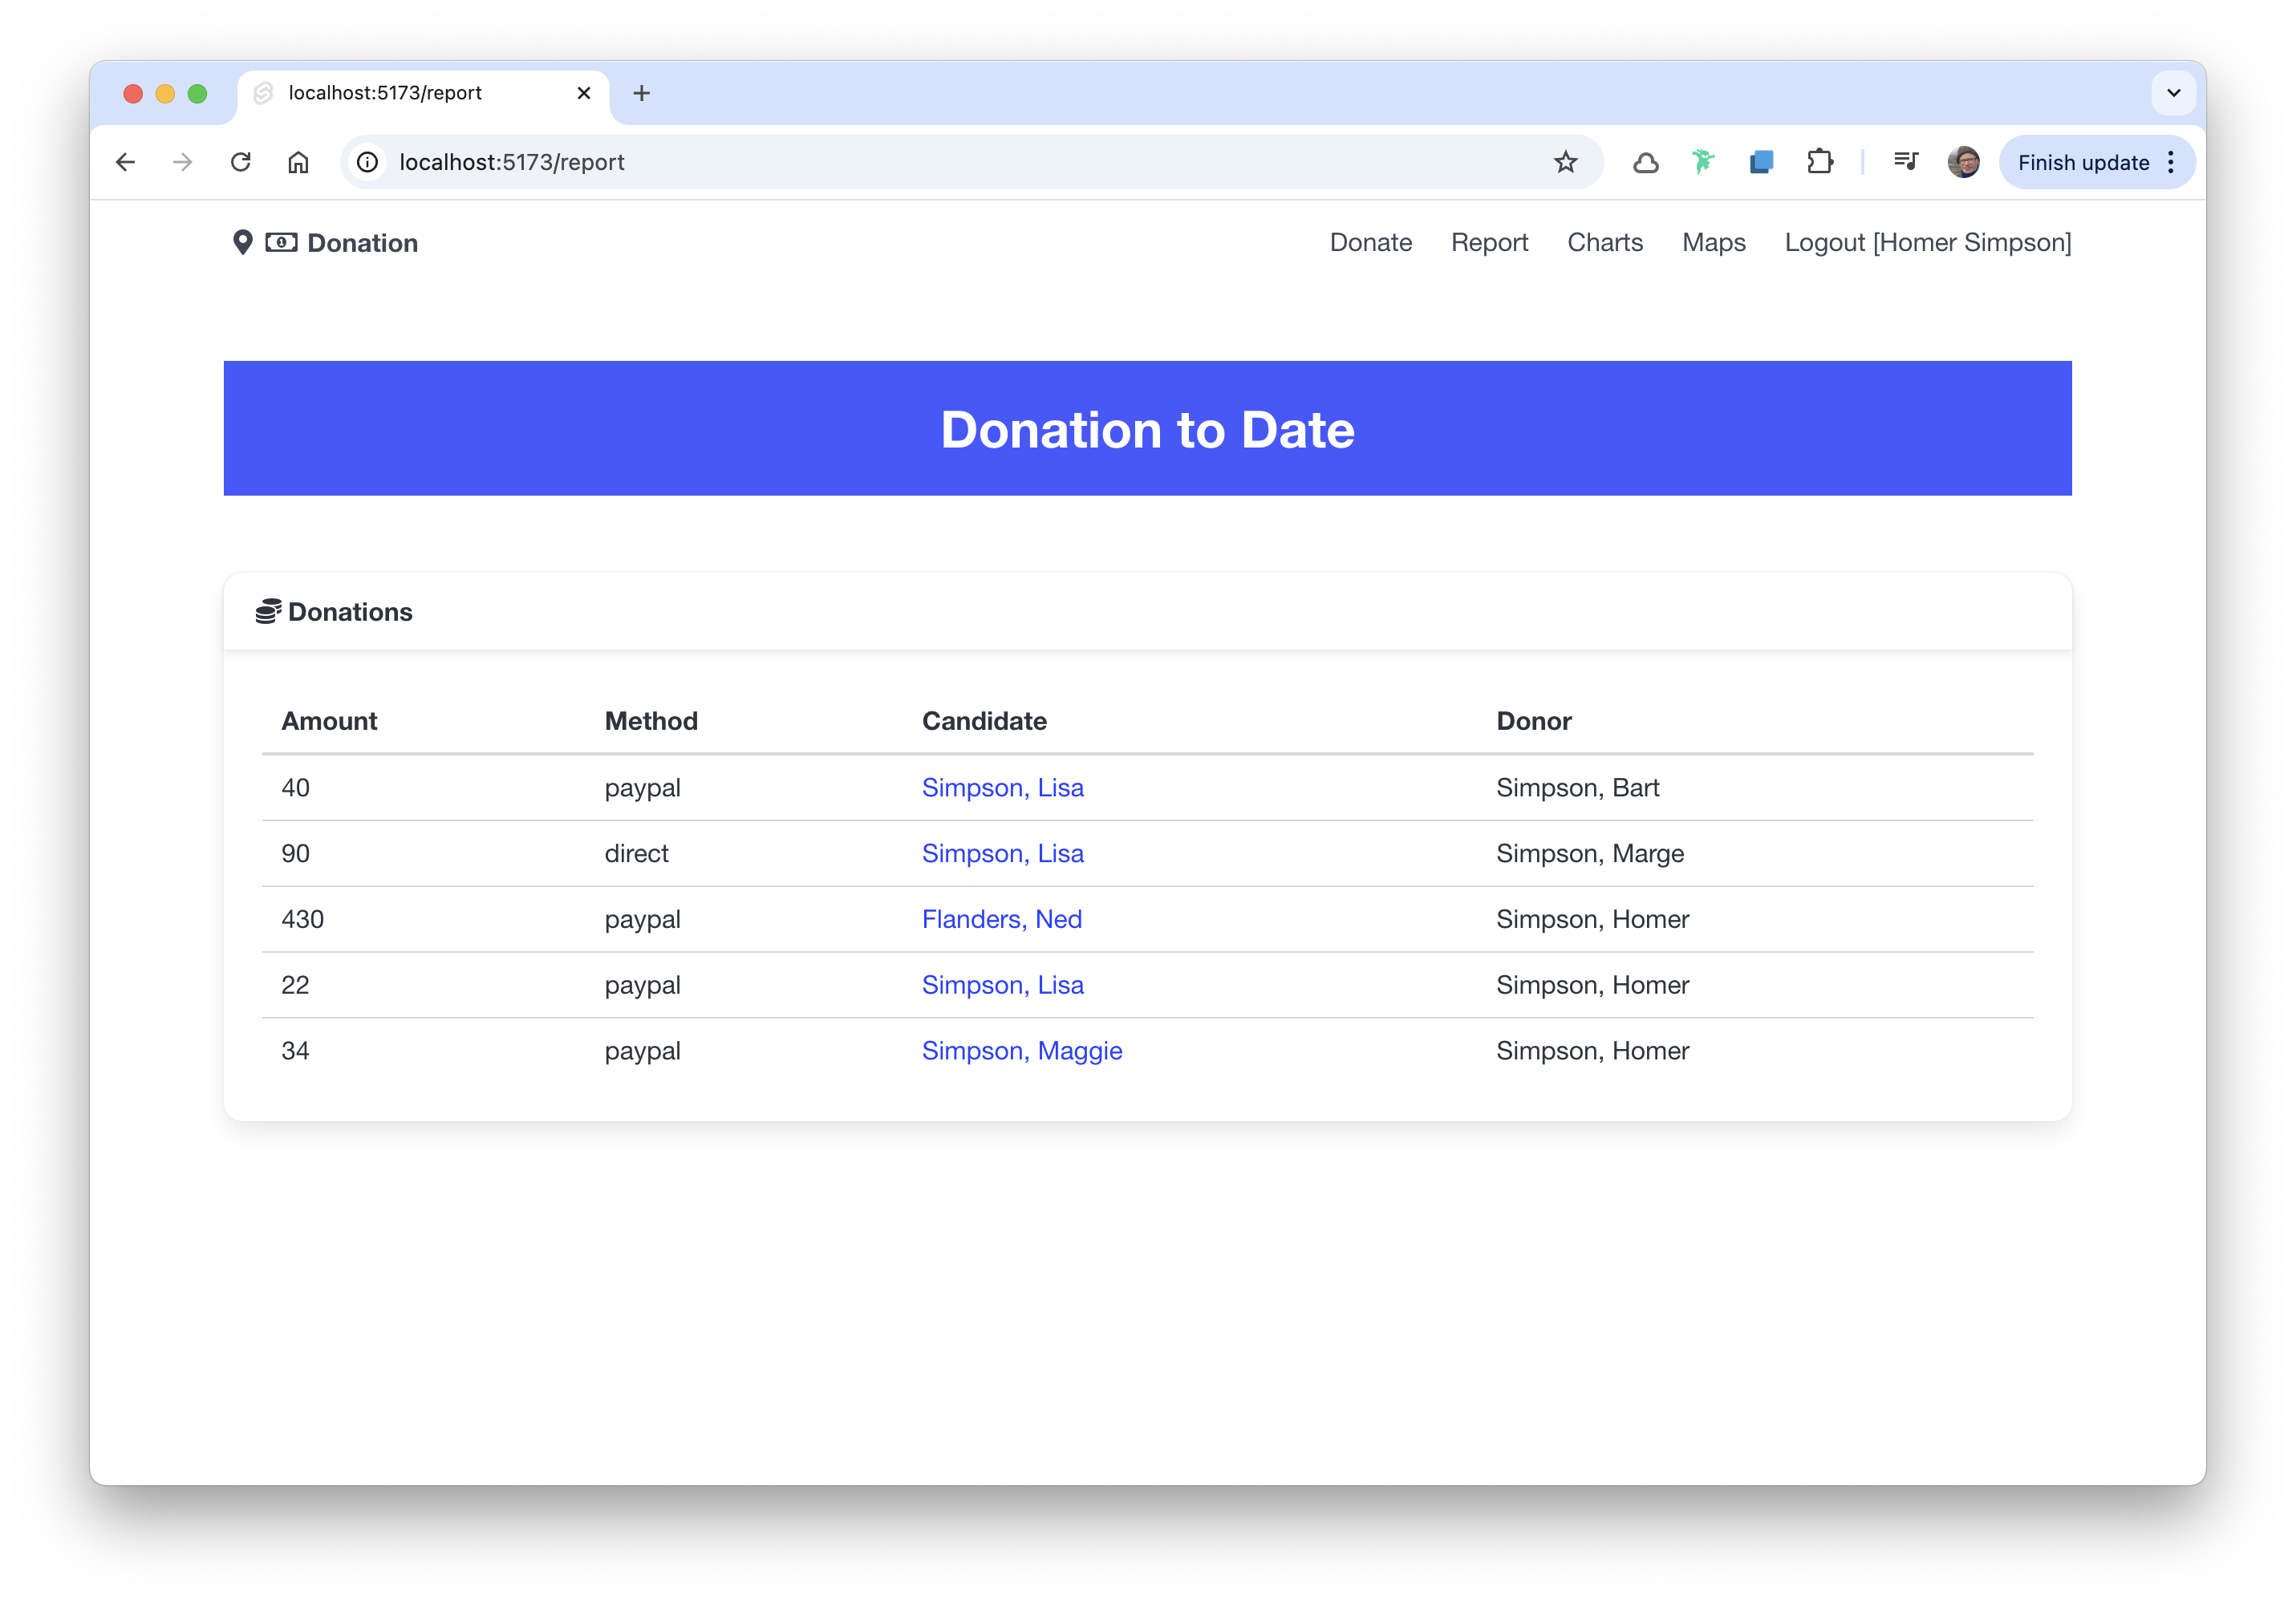 localhost:5173/report
localhost:5173/report
Finish update
Donation
Donate Report Charts Maps Logout [Homer Simpson]
Donation to Date
Donations
Amount Method Candidate Donor
40 paypal Simpson, Lisa Simpson, Bart
90 direct Simpson, Lisa Simpson, Marge
430 paypal Flanders, Ned Simpson, Homer
22 paypal Simpson, Lisa Simpson, Homer
34 paypal Simpson, Maggie Simpson, Homer